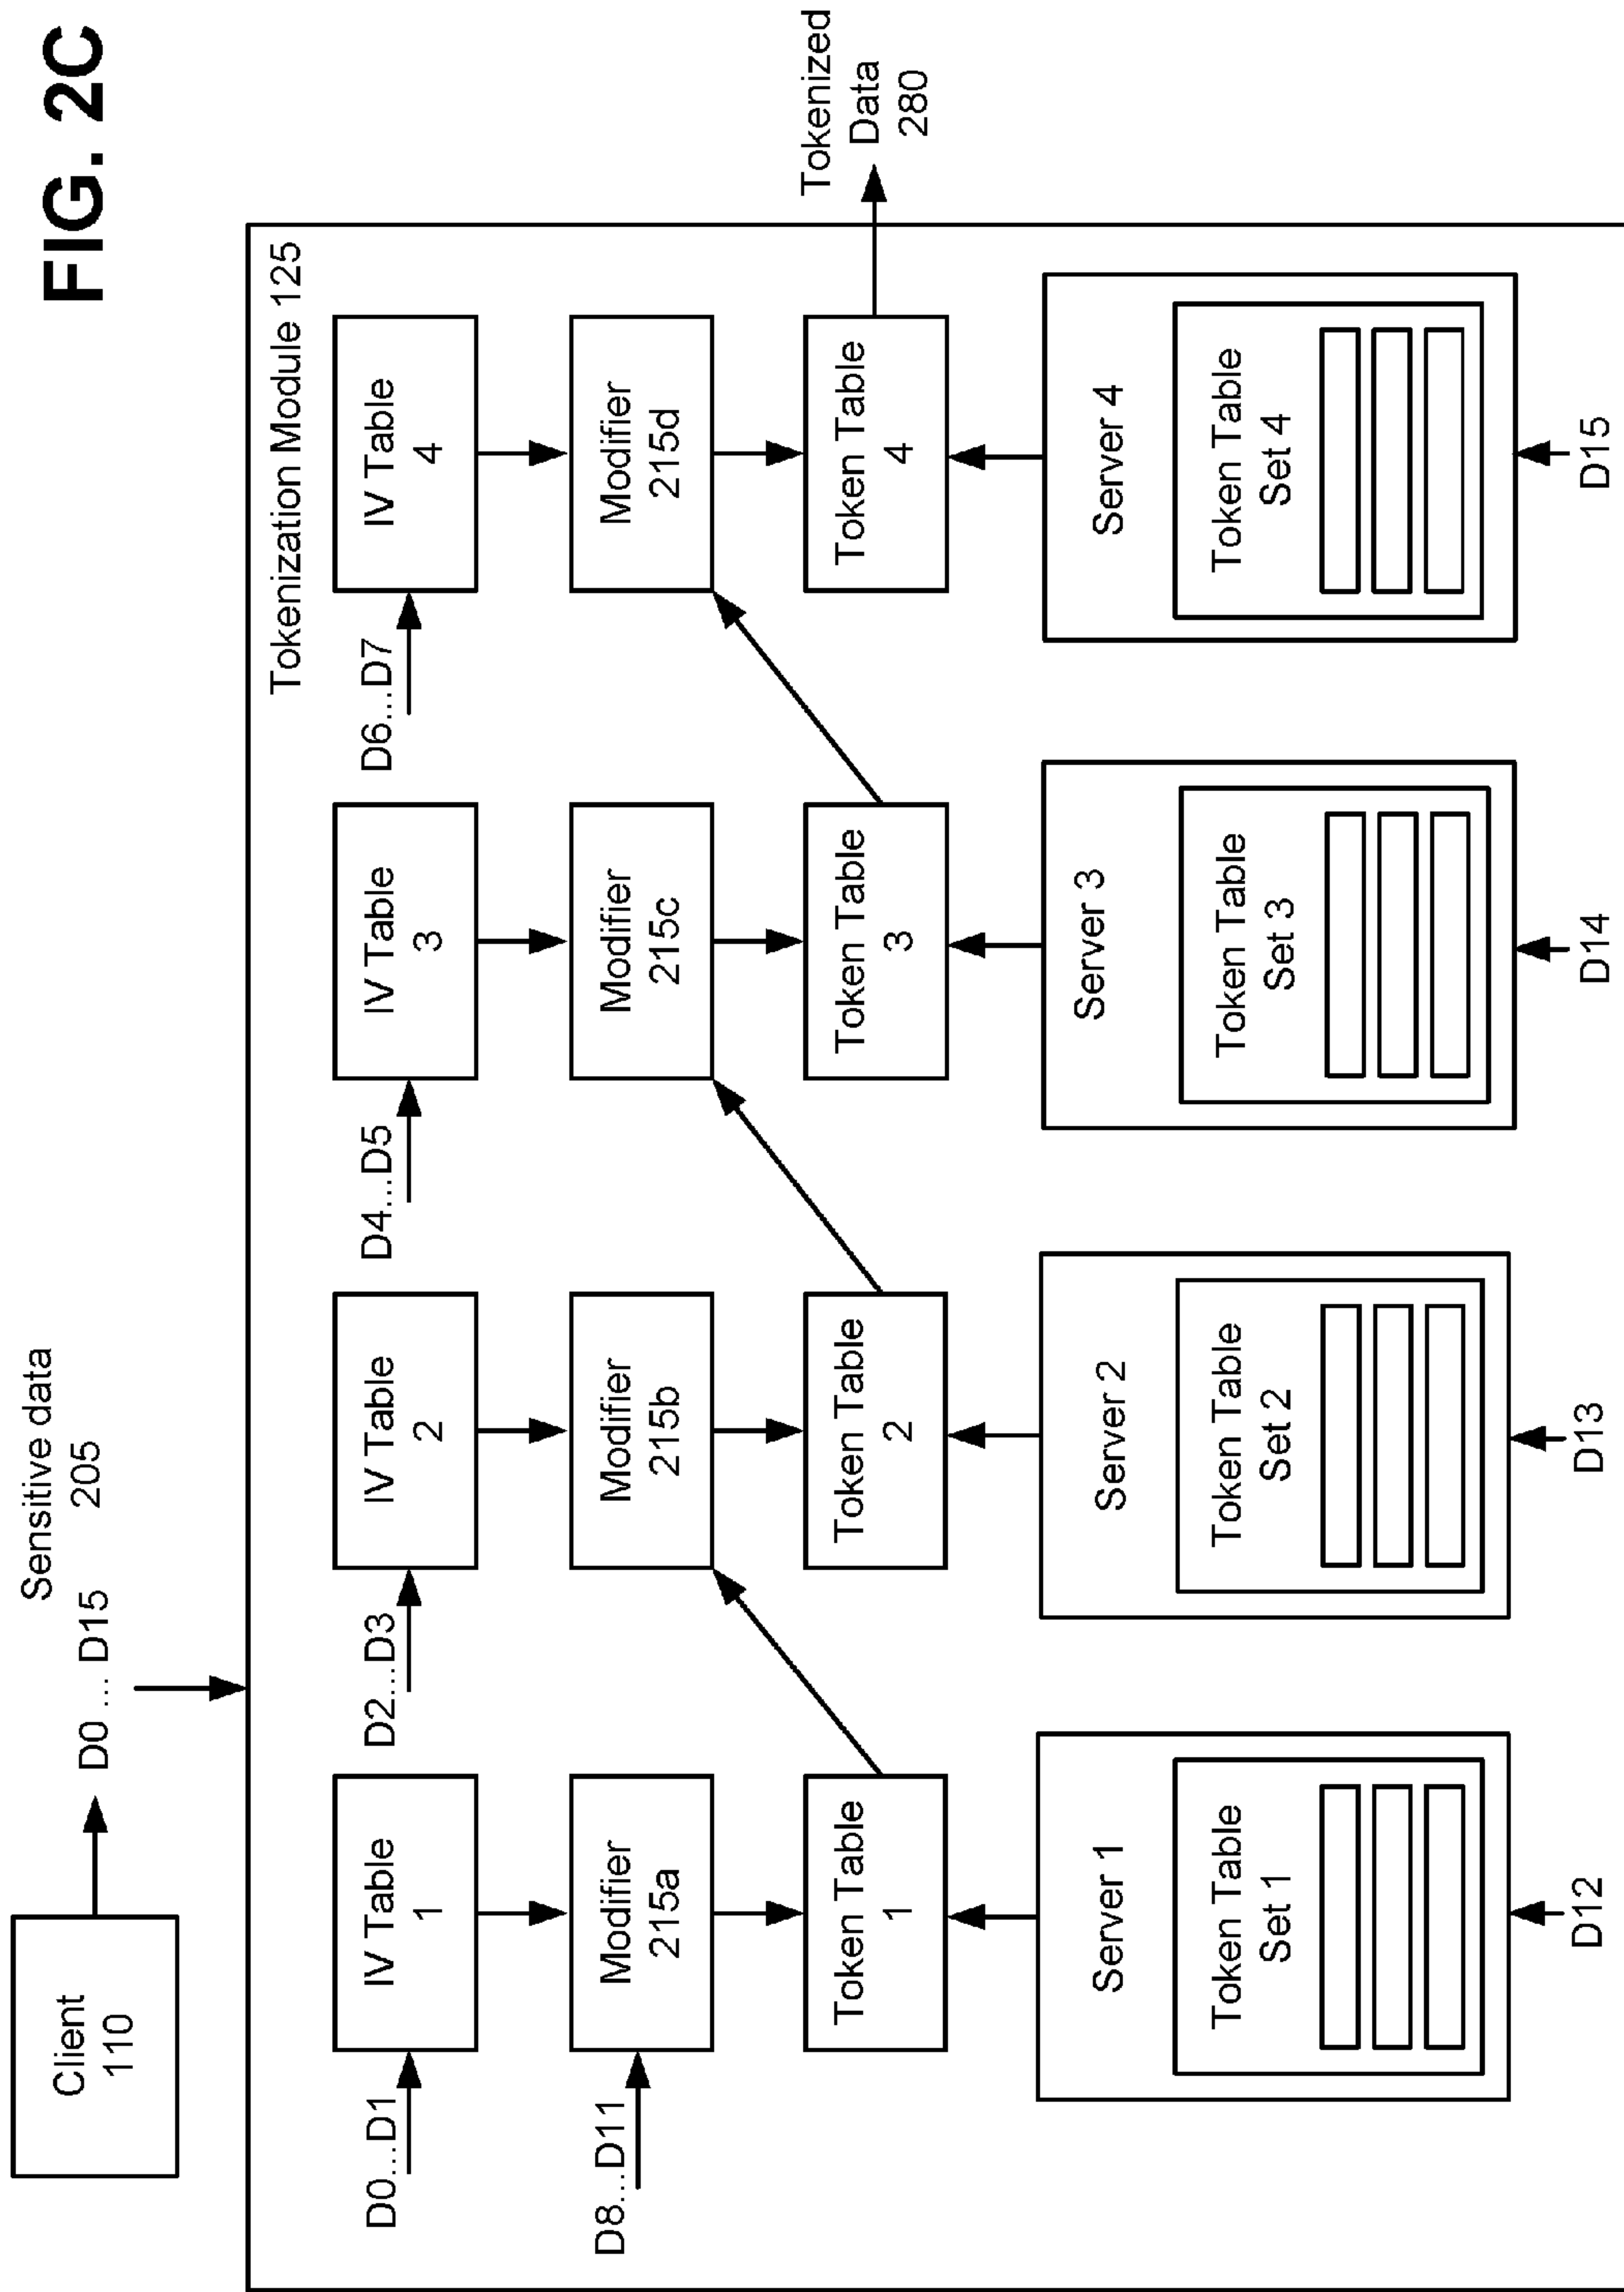 FIG. 2C
Client
110
Sensitive data
D0 ... D15 205
Tokenization Module 125
D0...D1
IV Table
1
D2...D3
IV Table
2
D4...D5
IV Table
3
D6...D7
IV Table
4
D8...D11
Modifier
215a
Modifier
215b
Modifier
215c
Modifier
215d
Token Table
1
Token Table
2
Token Table
3
Token Table
4
Tokenized
Data
280
Server 1
Token Table
Set 1
Server 2
Token Table
Set 2
Server 3
Token Table
Set 3
Server 4
Token Table
Set 4
D12
D13
D14
D15